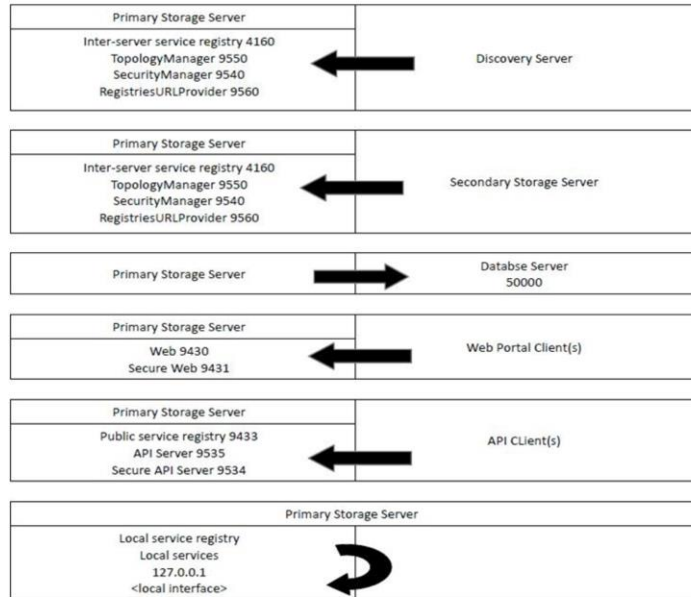 Primary Storage Server
Inter-server service registry 4160
TopologyManager 9550
SecurityManager 9540
RegistriesURLProvider 9560
Discovery Server
Primary Storage Server
Inter-server service registry 4160
TopologyManager 9550
SecurityManager 9540
RegistriesURLProvider 9560
Secondary Storage Server
Primary Storage Server
Databse Server
50000
Primary Storage Server
Web 9430
Secure Web 9431
Web Portal Client(s)
Primary Storage Server
Public service registry 9433
API Server 9535
Secure API Server 9534
API CLient(s)
Primary Storage Server
Local service registry
Local services
127.0.0.1
<local interface>